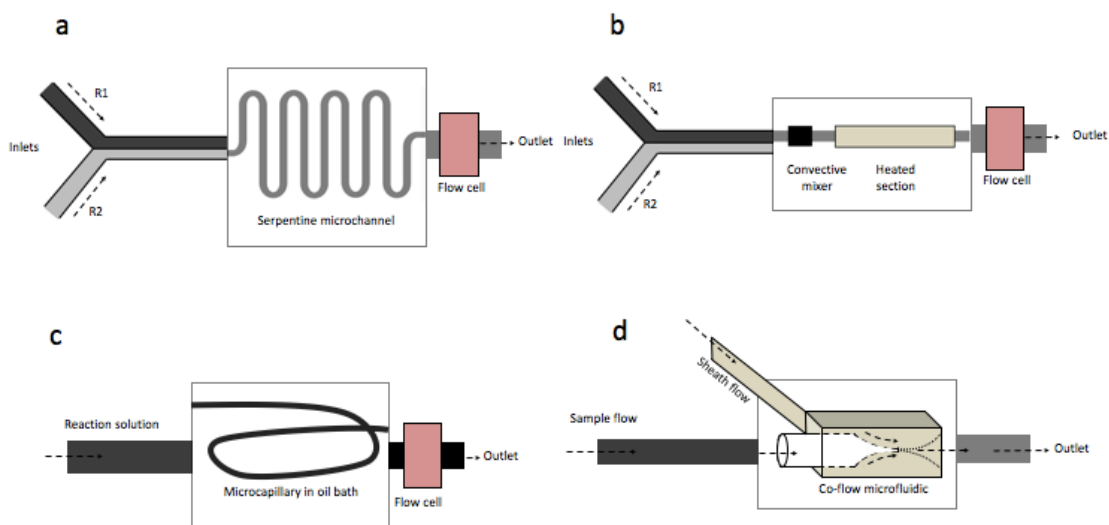 a
R1
Inlets
Outlet
Flow cell
Serpentine microchannel
R2
b
R1
Inlets
Outlet
Convective
mixer
Heated
section
Flow cell
R2
c
Reaction solution
Outlet
Microcapillary in oil bath
Flow cell
d
Sheath flow
Sample flow
Outlet
Co-flow microfluidic